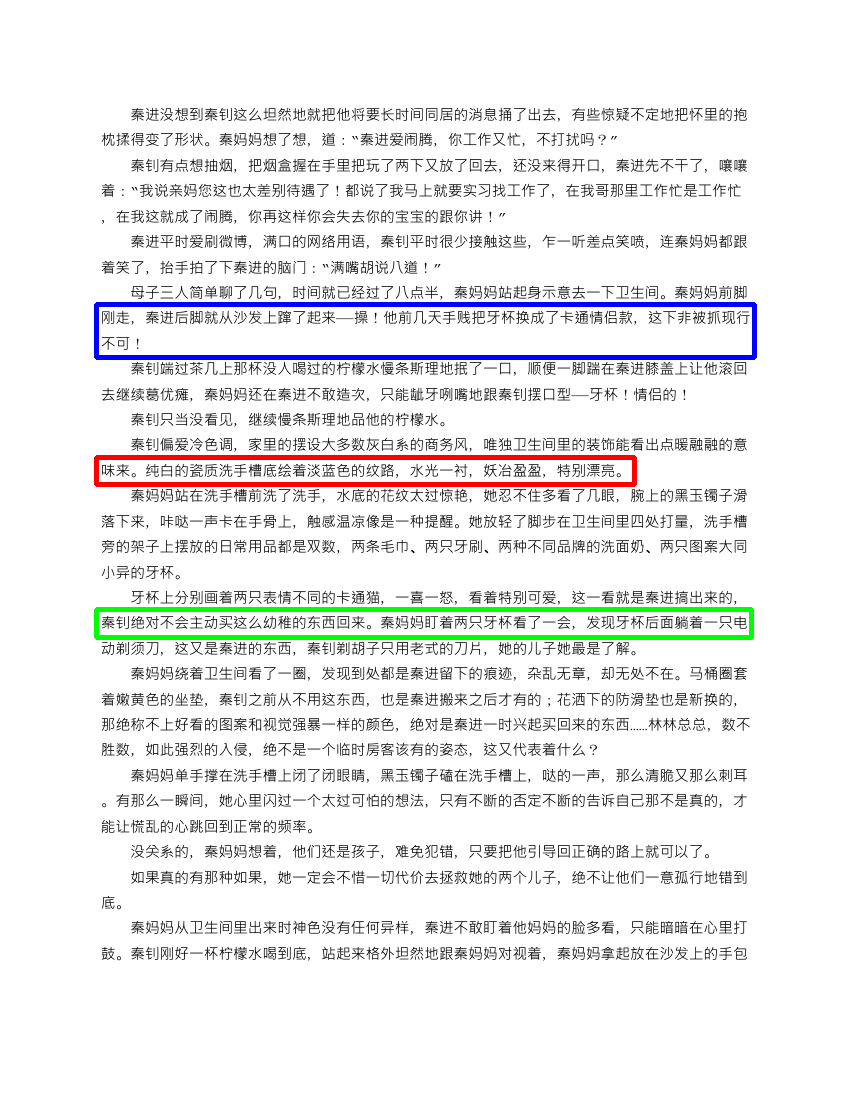 秦进没想到秦钊这么坦然地就把他将要长时间同居的消息捅了出去，有些惊疑不定地把怀里的抱
枕揉得变了形状。秦妈妈想了想，道：“秦进爱闹腾，你工作又忙，不打扰吗？”
秦钊有点想抽烟，把烟盒握在手里把玩了两下又放了回去，还没来得开口，秦进先不干了，嚷嚷
着：“我说亲妈您这也太差别待遇了！都说了我马上就要实习找工作了，在我哥那里工作忙是工作忙
，在我这就成了闹腾，你再这样你会失去你的宝宝的跟你讲！”
秦进平时爱刷微博，满口的网络用语，秦钊平时很少接触这些，乍一听差点笑喷，连秦妈妈都跟
着笑了，抬手拍了下秦进的脑门：“满嘴胡说八道！”
母子三人简单聊了几句，时间就已经过了八点半，秦妈妈站起身示意去一下卫生间。秦妈妈前脚
刚走，秦进后脚就从沙发上蹿了起来——操！他前几天手贱把牙杯换成了卡通情侣款，这下非被抓现行
不可！
秦钊端过茶几上那杯没人喝过的柠檬水慢条斯理地抿了一口，顺便一脚踹在秦进膝盖上让他滚回
去继续葛优瘫，秦妈妈还在秦进不敢造次，只能龇牙咧嘴地跟秦钊摆口型——牙杯！情侣的！
秦钊只当没看见，继续慢条斯理地品他的柠檬水。
秦钊偏爱冷色调，家里的摆设大多数灰白系的商务风，唯独卫生间里的装饰能看出点暖融融的意
味来。纯白的瓷质洗手槽底绘着淡蓝色的纹路，水光一衬，妖冶盈盈，特别漂亮。
秦妈妈站在洗手槽前洗了洗手，水底的花纹太过惊艳，她忍不住多看了几眼，腕上的黑玉镯子滑
落下来，咔哒一声卡在手骨上，触感温凉像是一种提醒。她放轻了脚步在卫生间里四处打量，洗手槽
旁的架子上摆放的日常用品都是双数，两条毛巾、两只牙刷、两种不同品牌的洗面奶、两只图案大同
小异的牙杯。
牙杯上分别画着两只表情不同的卡通猫，一喜一怒，看着特别可爱，这一看就是秦进搞出来的，
秦钊绝对不会主动买这么幼稚的东西回来。秦妈妈盯着两只牙杯看了一会，发现牙杯后面躺着一只电
动剃须刀，这又是秦进的东西，秦钊剃胡子只用老式的刀片，她的儿子她最是了解。
秦妈妈绕着卫生间看了一圈，发现到处都是秦进留下的痕迹，杂乱无章，却无处不在。马桶圈套
着嫩黄色的坐垫，秦钊之前从不用这东西，也是秦进搬来之后才有的；花洒下的防滑垫也是新换的，
那绝称不上好看的图案和视觉强暴一样的颜色，绝对是秦进一时兴起买回来的东西……林林总总，数不
胜数，如此强烈的入侵，绝不是一个临时房客该有的姿态，这又代表着什么？
秦妈妈单手撑在洗手槽上闭了闭眼睛，黑玉镯子磕在洗手槽上，哒的一声，那么清脆又那么刺耳
。有那么一瞬间，她心里闪过一个太过可怕的想法，只有不断的否定不断的告诉自己那不是真的，才
能让慌乱的心跳回到正常的频率。
没关系的，秦妈妈想着，他们还是孩子，难免犯错，只要把他引导回正确的路上就可以了。
如果真的有那种如果，她一定会不惜一切代价去拯救她的两个儿子，绝不让他们一意孤行地错到
底。
秦妈妈从卫生间里出来时神色没有任何异样，秦进不敢盯着他妈妈的脸多看，只能暗暗在心里打
鼓。秦钊刚好一杯柠檬水喝到底，站起来格外坦然地跟秦妈妈对视着，秦妈妈拿起放在沙发上的手包